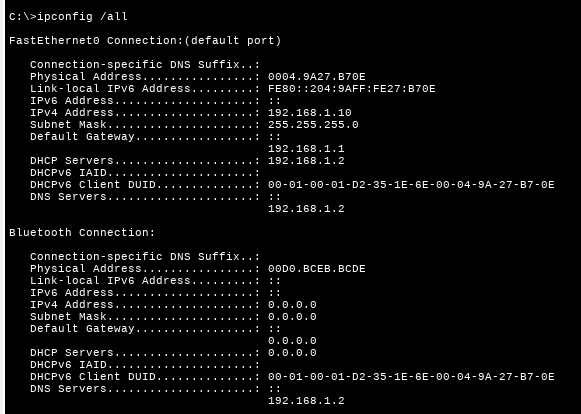 C:\>ipconfig /all
FastEthernet0 Connection:(default port)
Connection-specific DNS Suffix..:
Physical Address................: 0004.9A27.B70E
Link-local IPv6 Address.........: FE80::204:9AFF:FE27:B70E
IPv6 Address....................: ::
IPv4 Address....................: 192.168.1.10
Subnet Mask.....................: 255.255.255.0
Default Gateway.................: ::
192.168.1.1
DHCP Servers....................: 192.168.1.2
DHCPv6 IAID.....................:
DHCPv6 Client DUID..............: 00-01-00-01-D2-35-1E-6E-00-04-9A-27-B7-0E
DNS Servers.....................: ::
192.168.1.2
Bluetooth Connection:
Connection-specific DNS Suffix..:
Physical Address................: 00D0.BCEB.BCDE
Link-local IPv6 Address.........: ::
IPv6 Address....................: ::
IPv4 Address....................: 0.0.0.0
Subnet Mask.....................: 0.0.0.0
Default Gateway.................: ::
0.0.0.0
DHCP Servers....................: 0.0.0.0
DHCPv6 IAID.....................:
DHCPv6 Client DUID..............: 00-01-00-01-D2-35-1E-6E-00-04-9A-27-B7-0E
DNS Servers.....................: ::
192.168.1.2